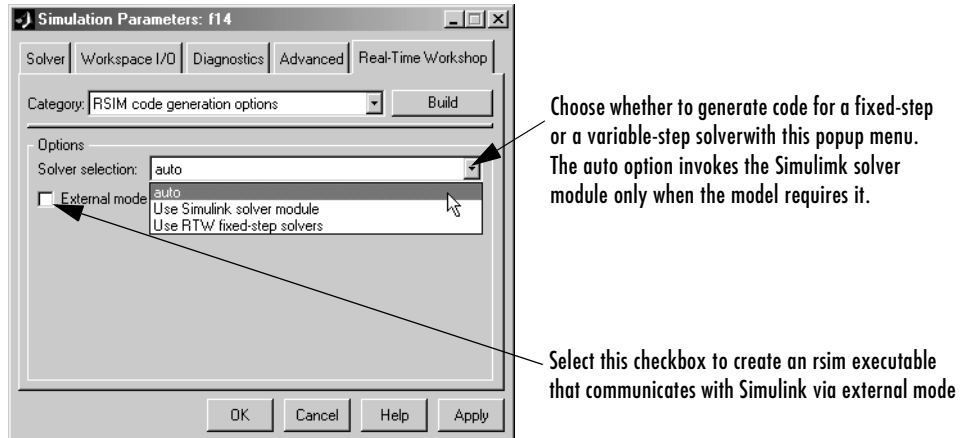 Simulation Parameters: f14
Solver Workspace I/O Diagnostics Advanced Real-Time Workshop
Category: RSIM code generation options Build
Options
Solver selection: auto
External mode
auto
Use Simulink solver module
Use RTW fixed-step solvers
OK Cancel Help Apply
Choose whether to generate code for a fixed-step
or a variable-step solverwith this popup menu.
The auto option invokes the Simulimk solver
module only when the model requires it.
Select this checkbox to create an rsim executable
that communicates with Simulink via external mode